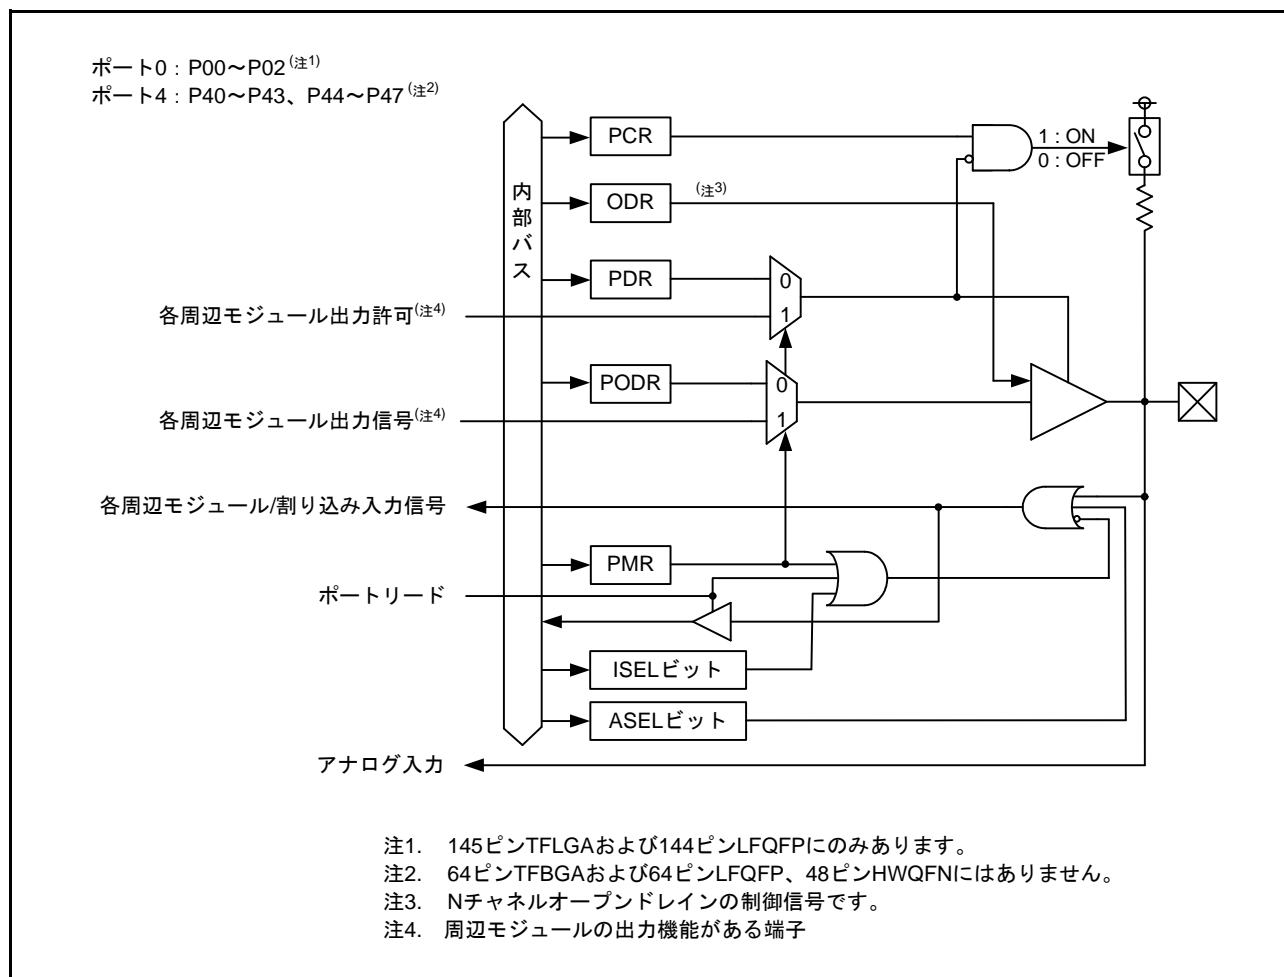 ポート0 : P00～P02(注1)
ポート4 : P40～P43、P44～P47(注2)
内部バス
PCR
1 : ON
0 : OFF
ODR
(注3)
PDR
0
1
各周辺モジュール出力許可(注4)
PODR
0
1
各周辺モジュール出力信号(注4)
各周辺モジュール/割り込み入力信号
PMR
ポートリード
ISELビット
ASELビット
アナログ入力
注1. 145ピンTFLGAおよび144ピンLFQFPにのみあります。
注2. 64ピンTFBGAおよび64ピンLFQFP、48ピンHWQFNにはありません。
注3. Nチャネルオープンドレインの制御信号です。
注4. 周辺モジュールの出力機能がある端子